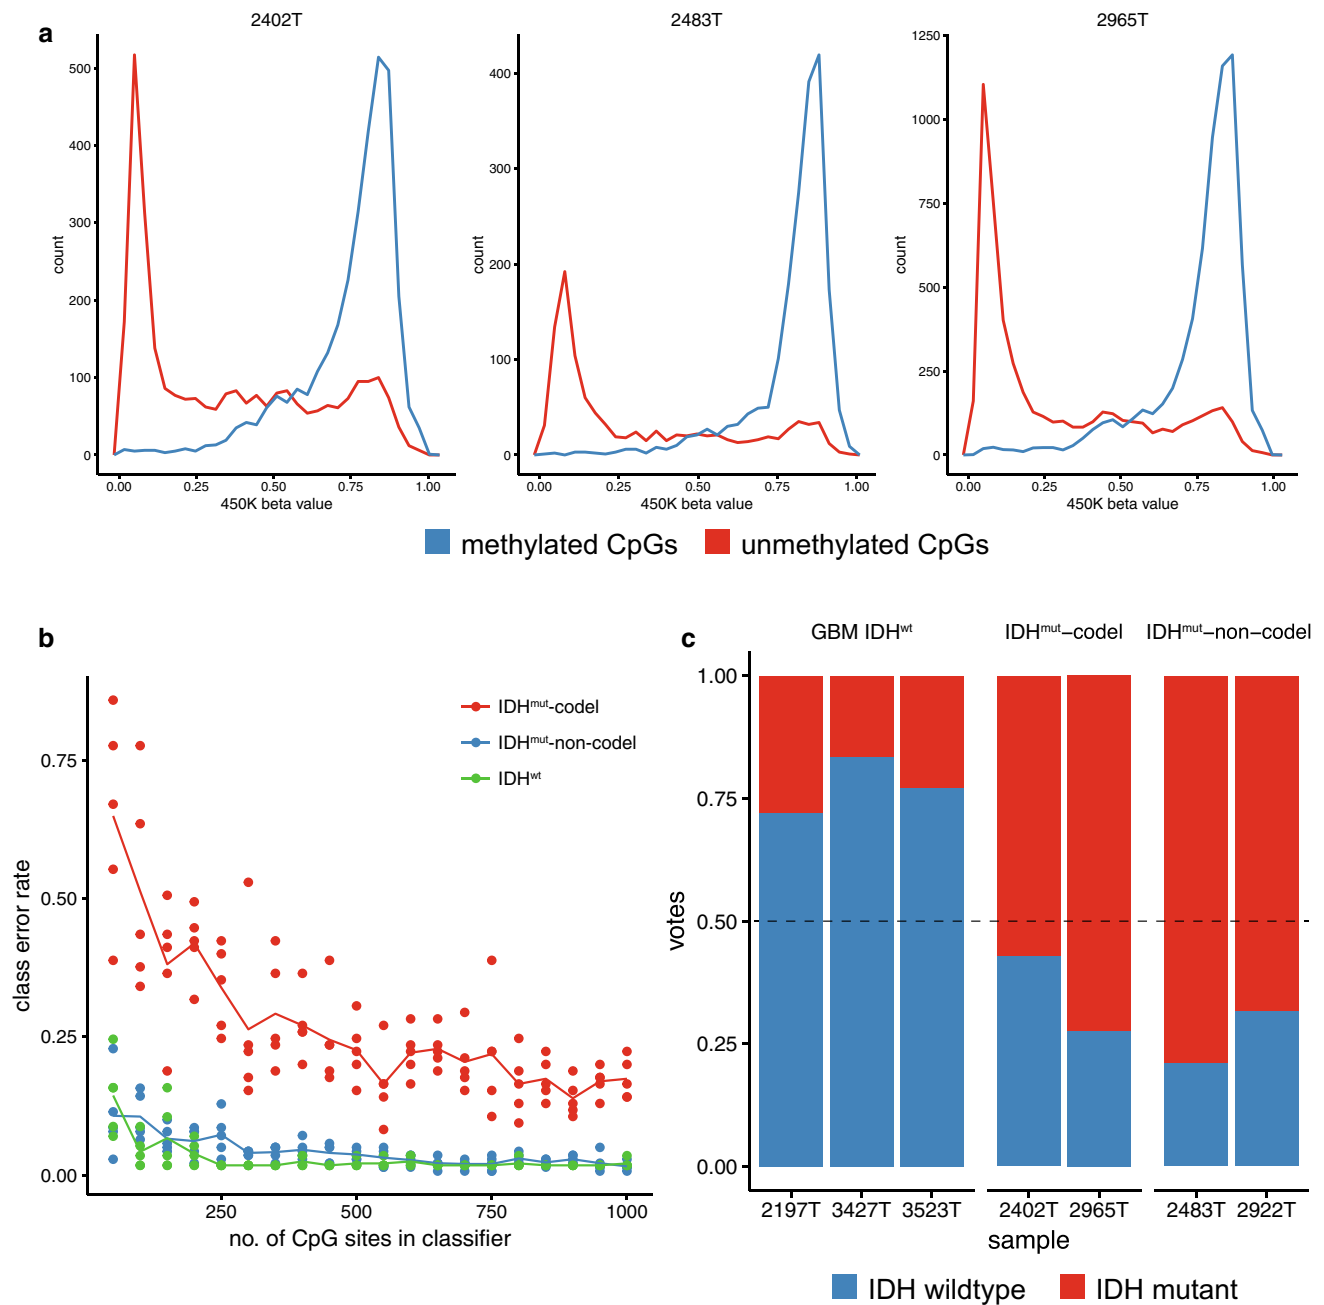 a
2402T
2483T
2965T
count
500
400
300
200
100
0
0.00 0.25 0.50 0.75 1.00
450K beta value
count
400
300
200
100
0
0.00 0.25 0.50 0.75 1.00
450K beta value
count
1250
1000
750
500
250
0
0.00 0.25 0.50 0.75 1.00
450K beta value
methylated CpGs unmethylated CpGs
b
class error rate
0.75
0.50
0.25
0.00
IDHmut-codel
IDHmut-non-codel
IDHwt
250 500 750 1000
no. of CpG sites in classifier
c
GBM IDHwt IDHmut–codel IDHmut–non–codel
votes
1.00
0.75
0.50
0.25
0.00
2197T 3427T 3523T 2402T 2965T 2483T 2922T
sample
IDH wildtype IDH mutant